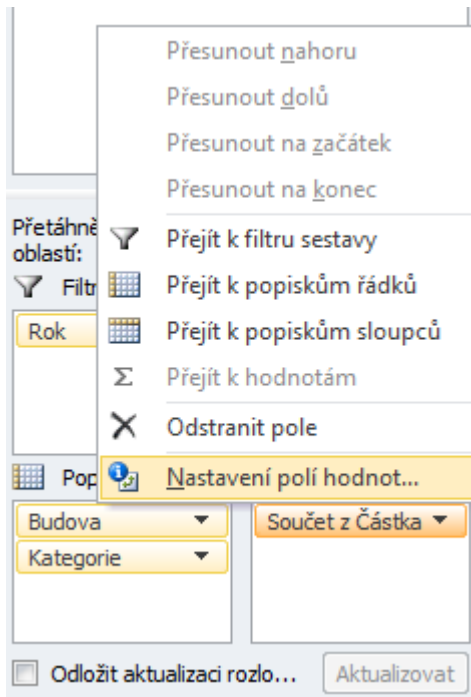 Přesunout nahoru
Přesunout dolů
Přesunout na začátek
Přesunout na konec
Přetáhně
oblastí:
Přejít k filtru sestavy
Filtr
Přejít k popiskům řádků
Rok
Přejít k popiskům sloupců
Σ Přejít k hodnotám
Odstranit pole
Pop
Nastavení polí hodnot...
Budova
Součet z Částka
Kategorie
Odložit aktualizaci rozlo...
Aktualizovat